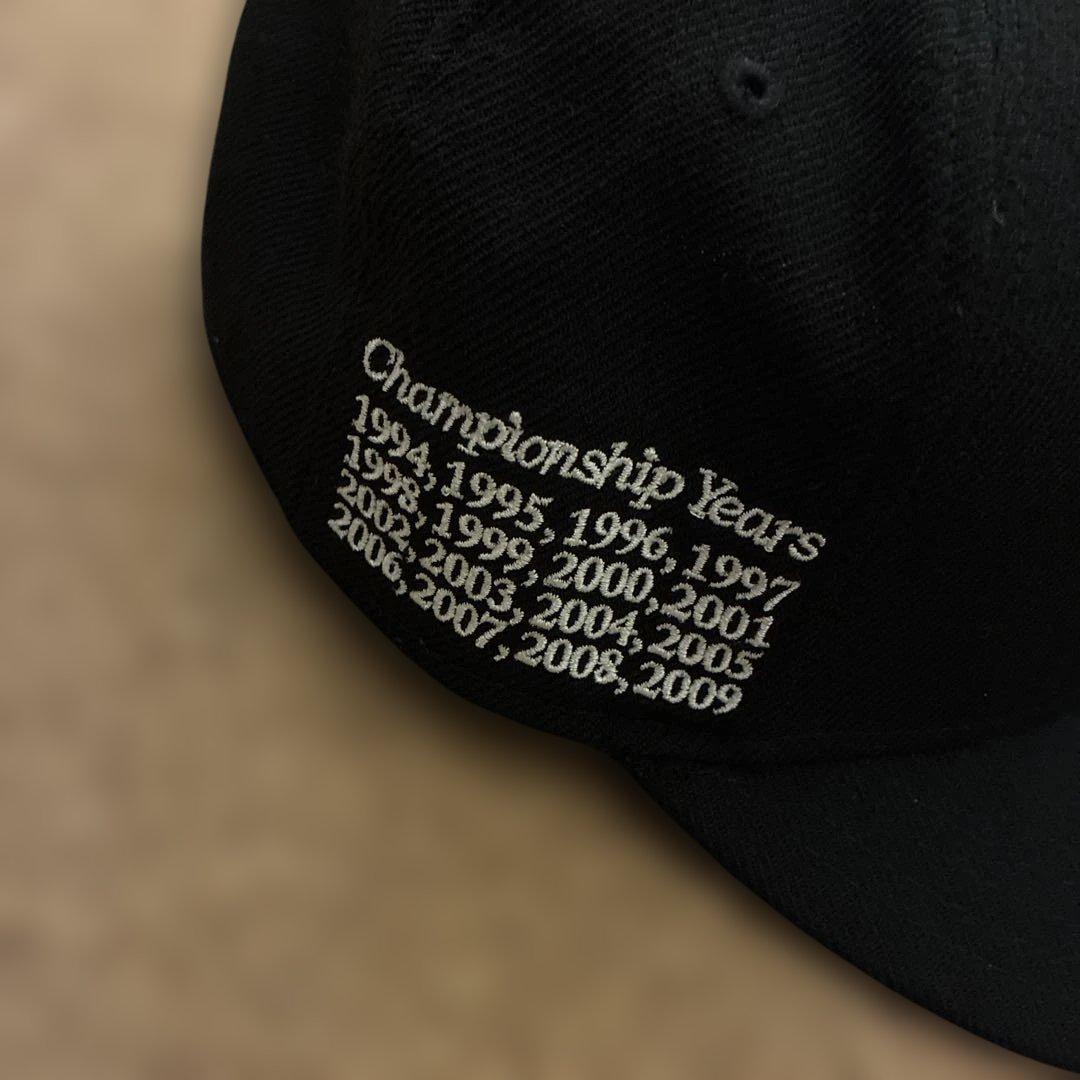 Championship Years
1994, 1995, 1996, 1997
1998, 1999, 2000, 2001
2002, 2003, 2004, 2005
2006, 2007, 2008, 2009